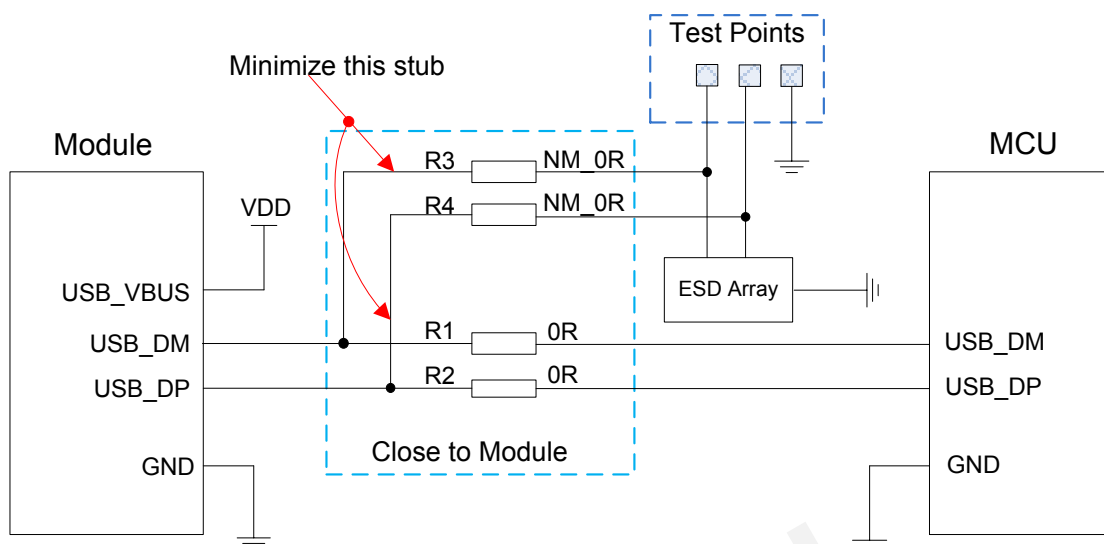 Test Points
Minimize this stub
Module
MCU
R3 NM_0R
VDD
R4 NM_0R
USB_VBUS
ESD Array
R1 0R
USB_DM
USB_DM
R2 0R
USB_DP
USB_DP
Close to Module
GND
GND